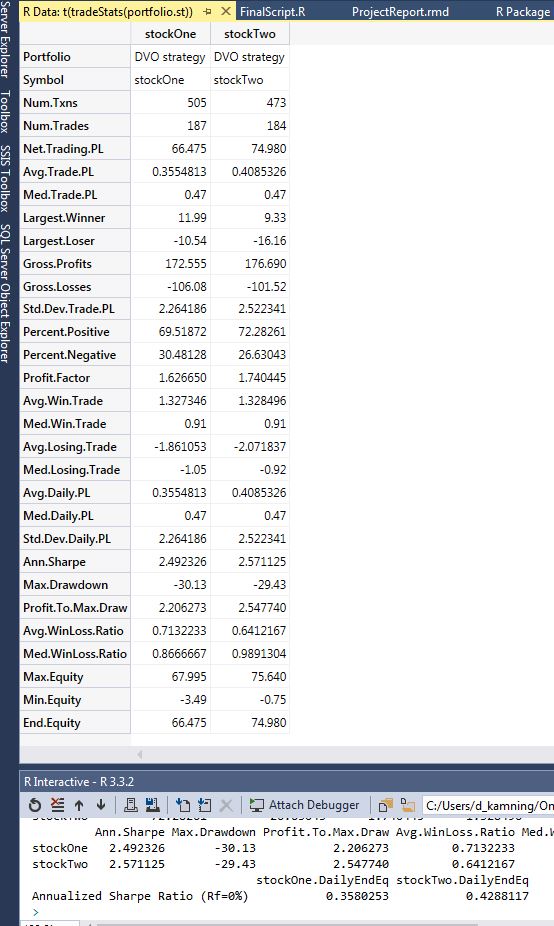 R Data: t(tradeStats(portfolio.st)) FinalScript.R ProjectReport.rmd R Package
Server Explorer
Toolbox
SSIS Toolbox
SQL Server Object Explorer
stockOne stockTwo
Portfolio DVO strategy DVO strategy
Symbol stockOne stockTwo
Num.Txns 505 473
Num.Trades 187 184
Net.Trading.PL 66.475 74.980
Avg.Trade.PL 0.3554813 0.4085326
Med.Trade.PL 0.47 0.47
Largest.Winner 11.99 9.33
Largest.Loser -10.54 -16.16
Gross.Profits 172.555 176.690
Gross.Losses -106.08 -101.52
Std.Dev.Trade.PL 2.264186 2.522341
Percent.Positive 69.51872 72.28261
Percent.Negative 30.48128 26.63043
Profit.Factor 1.626650 1.740445
Avg.Win.Trade 1.327346 1.328496
Med.Win.Trade 0.91 0.91
Avg.Losing.Trade -1.861053 -2.071837
Med.Losing.Trade -1.05 -0.92
Avg.Daily.PL 0.3554813 0.4085326
Med.Daily.PL 0.47 0.47
Std.Dev.Daily.PL 2.264186 2.522341
Ann.Sharpe 2.492326 2.571125
Max.Drawdown -30.13 -29.43
Profit.To.Max.Draw 2.206273 2.547740
Avg.WinLoss.Ratio 0.7132233 0.6412167
Med.WinLoss.Ratio 0.8666667 0.9891304
Max.Equity 67.995 75.640
Min.Equity -3.49 -0.75
End.Equity 66.475 74.980
R Interactive - R 3.3.2
Attach Debugger C:/Users/d_kamning/On
Ann.Sharpe Max.Drawdown Profit.To.Max.Draw Avg.WinLoss.Ratio Med.W
stockOne 2.492326 -30.13 2.206273 0.7132233
stockTwo 2.571125 -29.43 2.547740 0.6412167
stockOne.DailyEndEq stockTwo.DailyEndEq
Annualized Sharpe Ratio (Rf=0%) 0.3580253 0.4288117
>